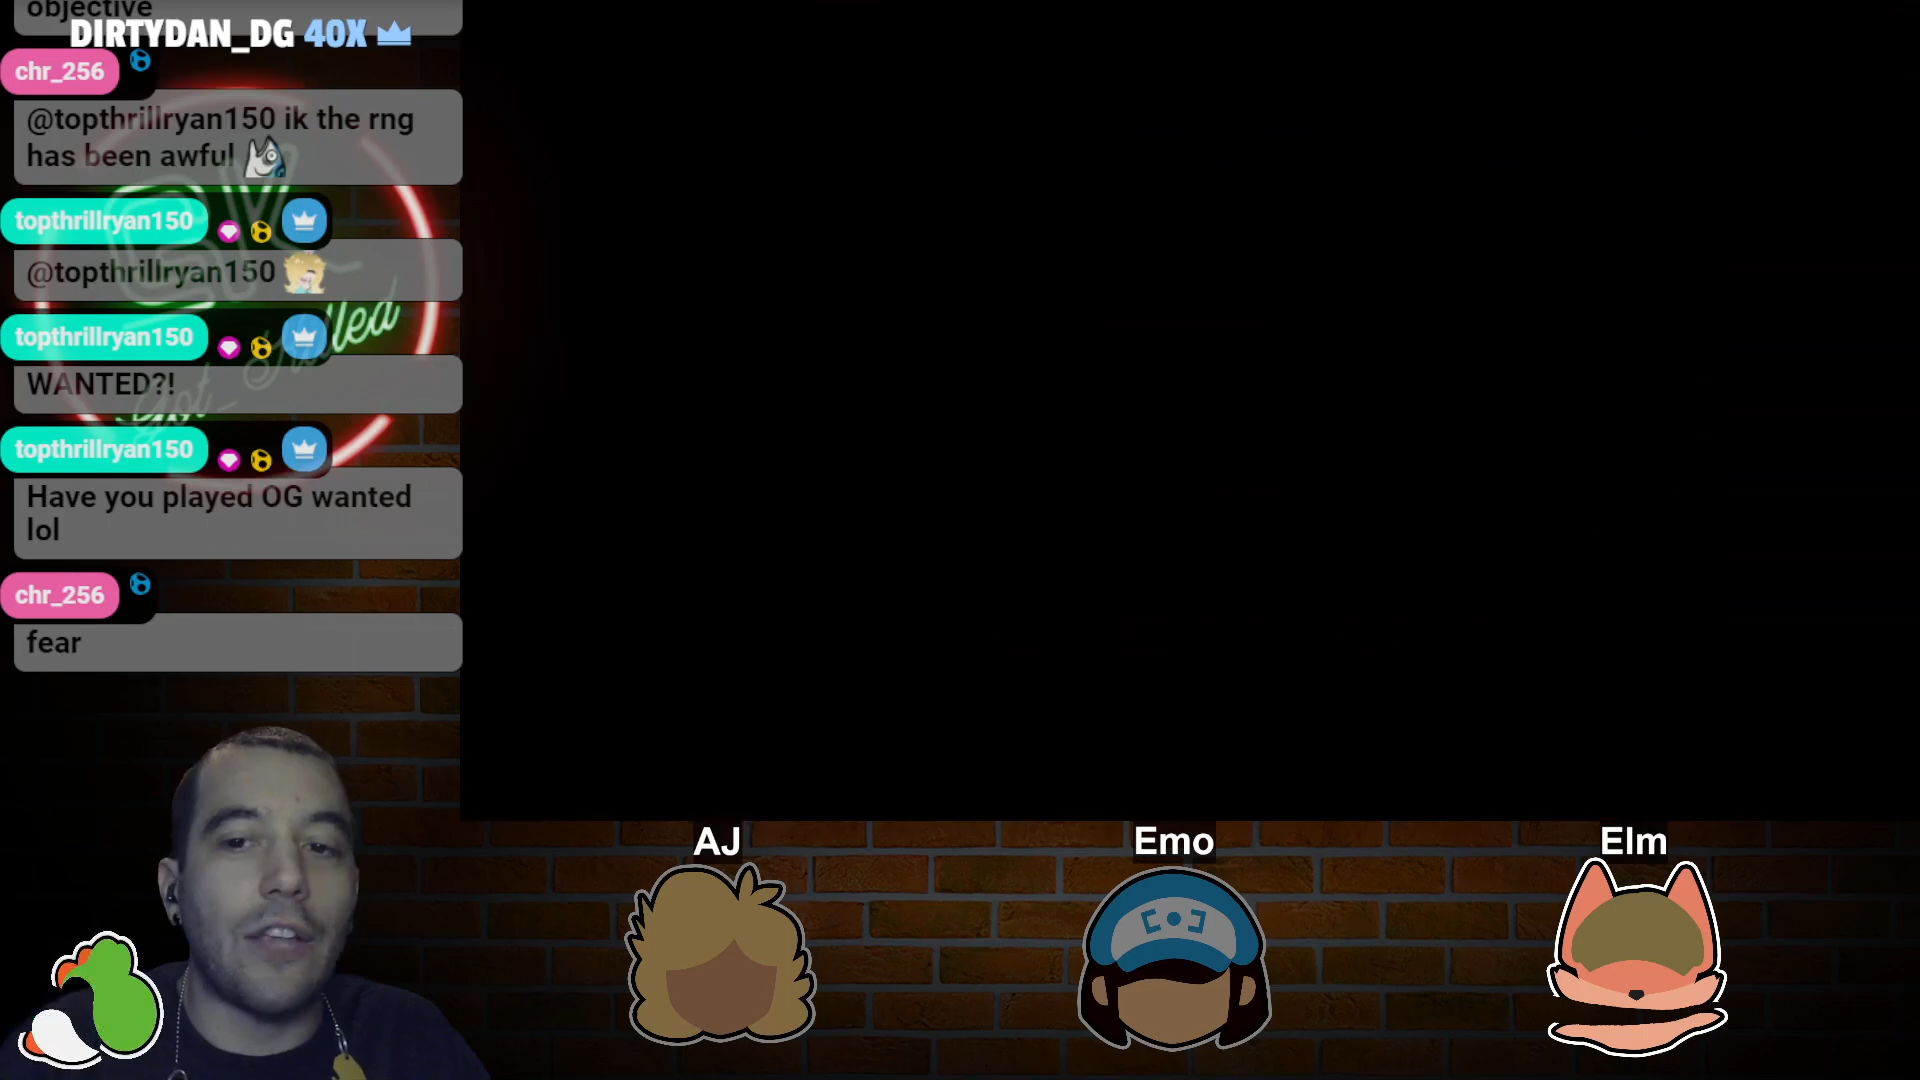 objective
DIRTYDAN_DG 40X
chr_256
@topthrillryan150 ik the rng
has been awful
topthrillryan150
@topthrillryan150
topthrillryan150
WANTED?!
topthrillryan150
Have you played OG wanted
lol
chr_256
fear
AJ
Emo
Elm